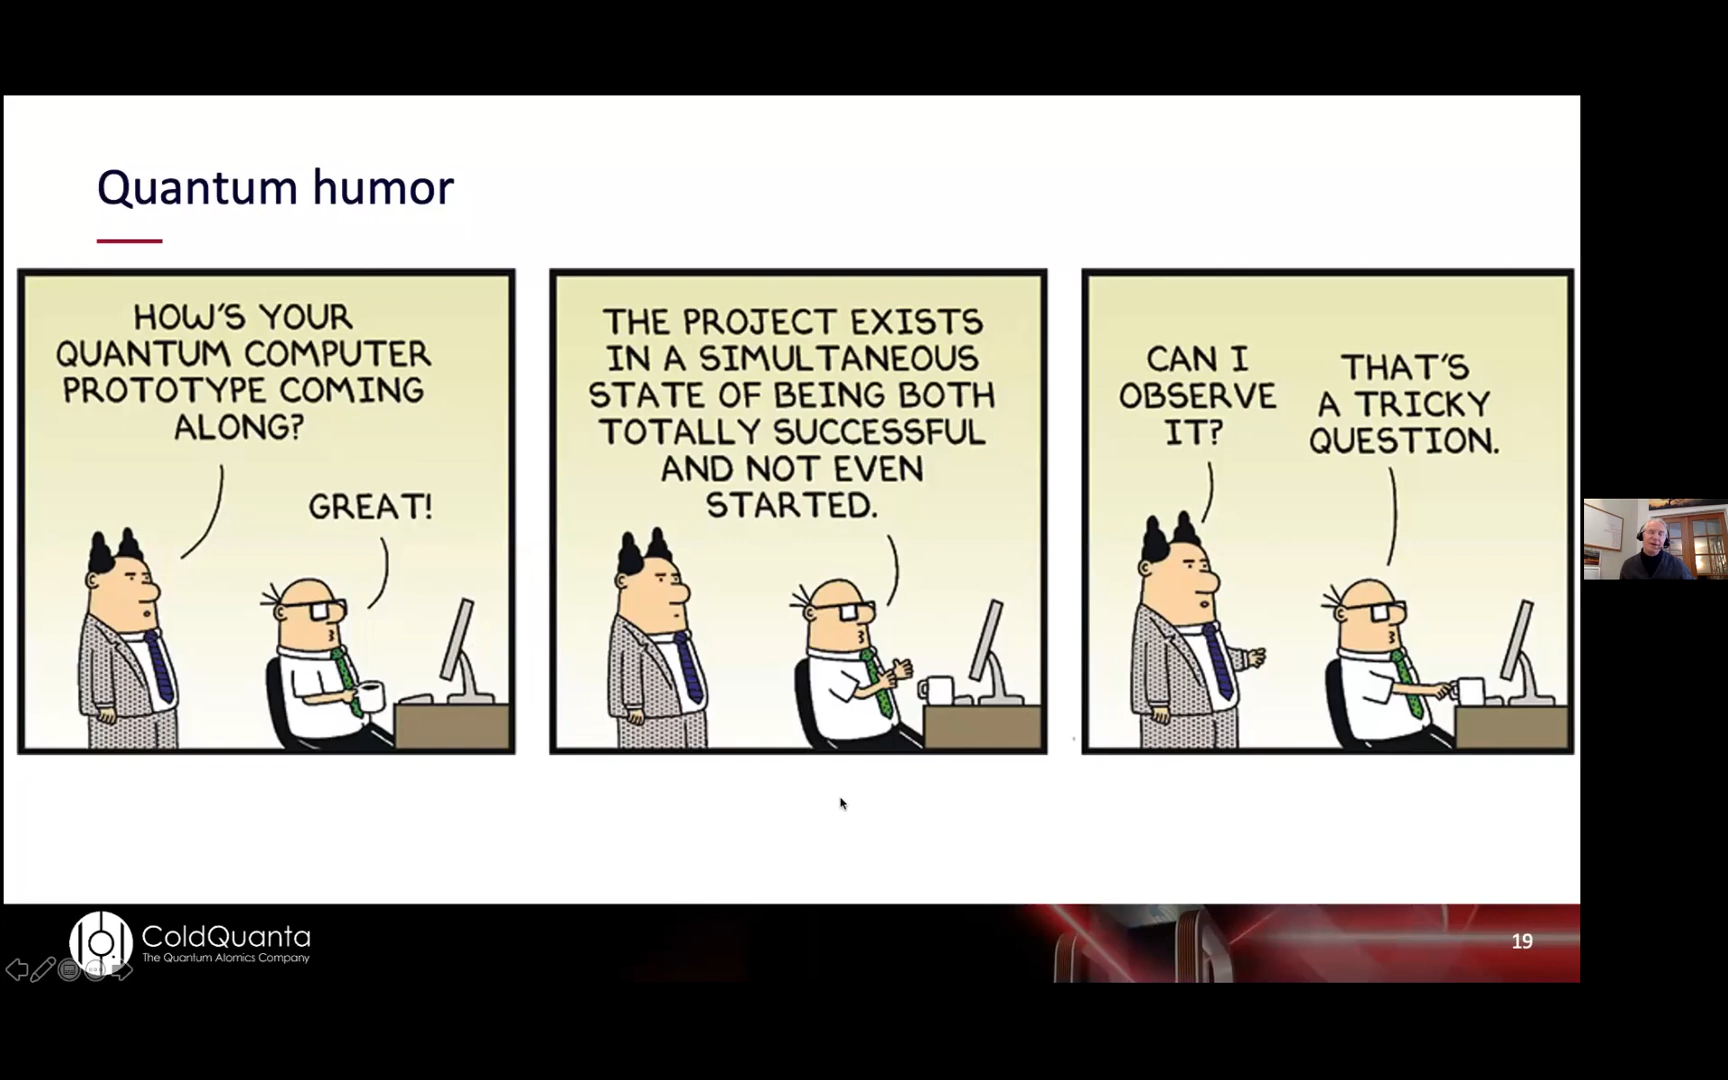 Quantum humor
HOW'S YOUR
QUANTUM COMPUTER
PROTOTYPE COMING
ALONG?
GREAT!
THE PROJECT EXISTS
IN A SIMULTANEOUS
STATE OF BEING BOTH
TOTALLY SUCCESSFUL
AND NOT EVEN
STARTED.
CAN I
OBSERVE
IT?
THAT'S
A TRICKY
QUESTION.
ColdQuanta
The Quantum Atomics Company
19